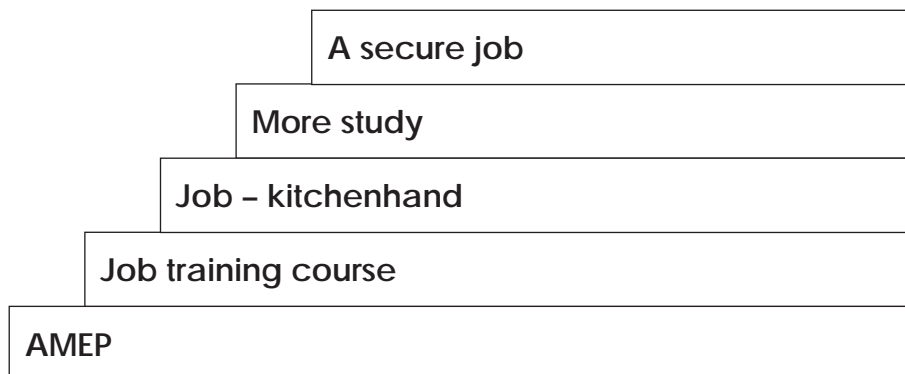 A secure job
More study
Job – kitchenhand
Job training course
AMEP